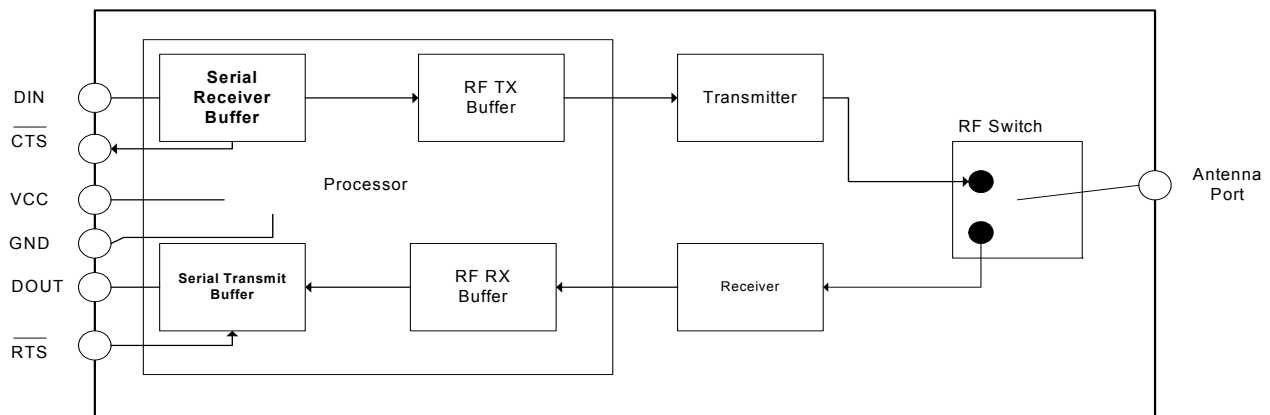 DIN
CTS
VCC
GND
DOUT
RTS
Serial
Receiver
Buffer
RF TX
Buffer
Transmitter
RF Switch
Antenna
Port
Processor
Serial Transmit
Buffer
RF RX
Buffer
Receiver